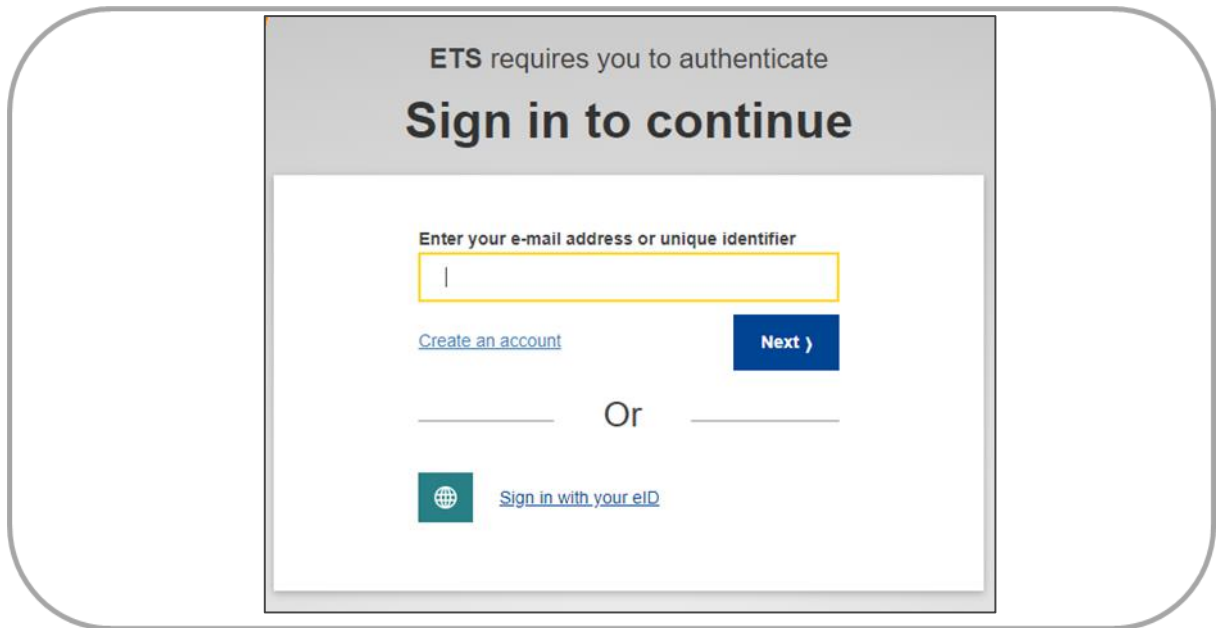 ETS requires you to authenticate
Sign in to continue
Enter your e-mail address or unique identifier
Create an account
Next ❭
Or
Sign in with your eID